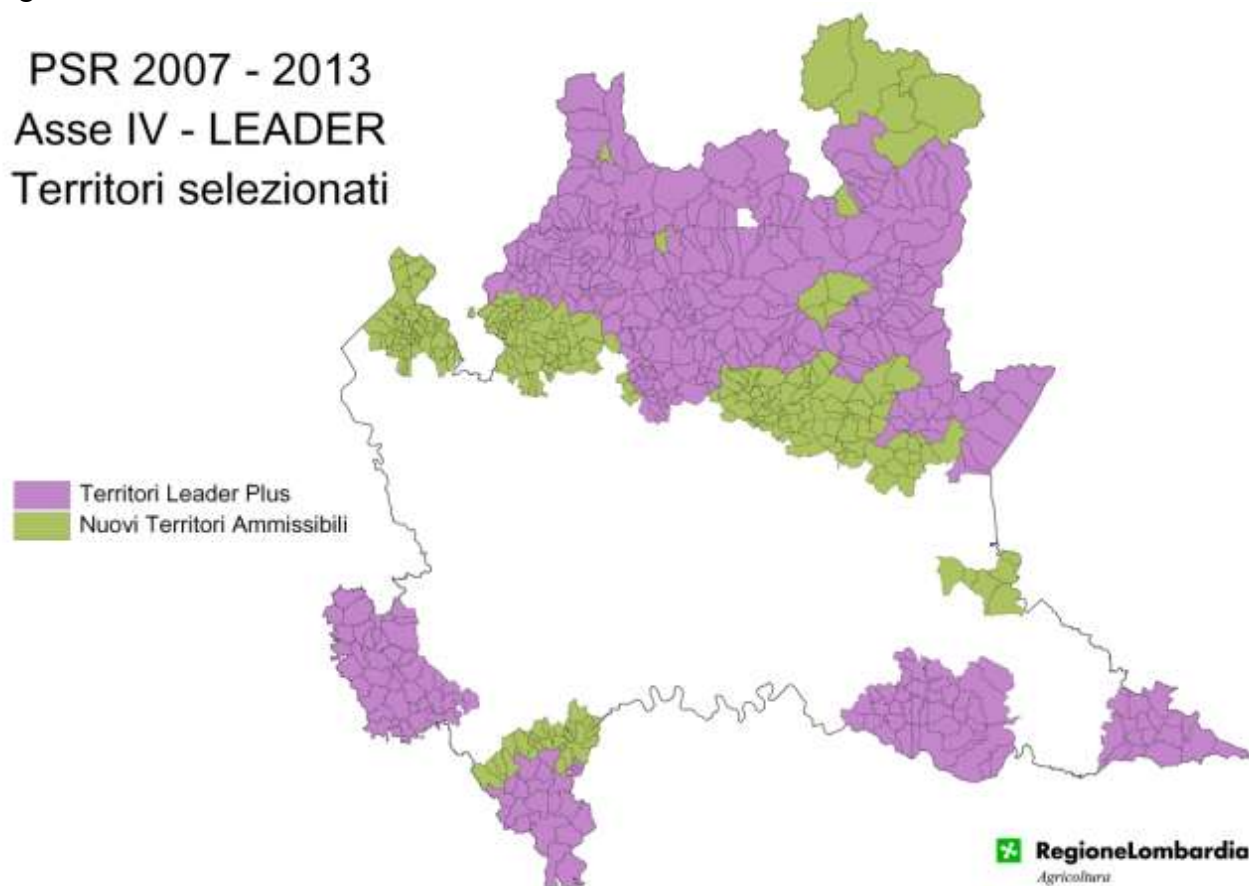 PSR 2007 - 2013
Asse IV - LEADER
Territori selezionati
Territori Leader Plus
Nuovi Territori Ammissibili
RegioneLombardia
Agricoltura